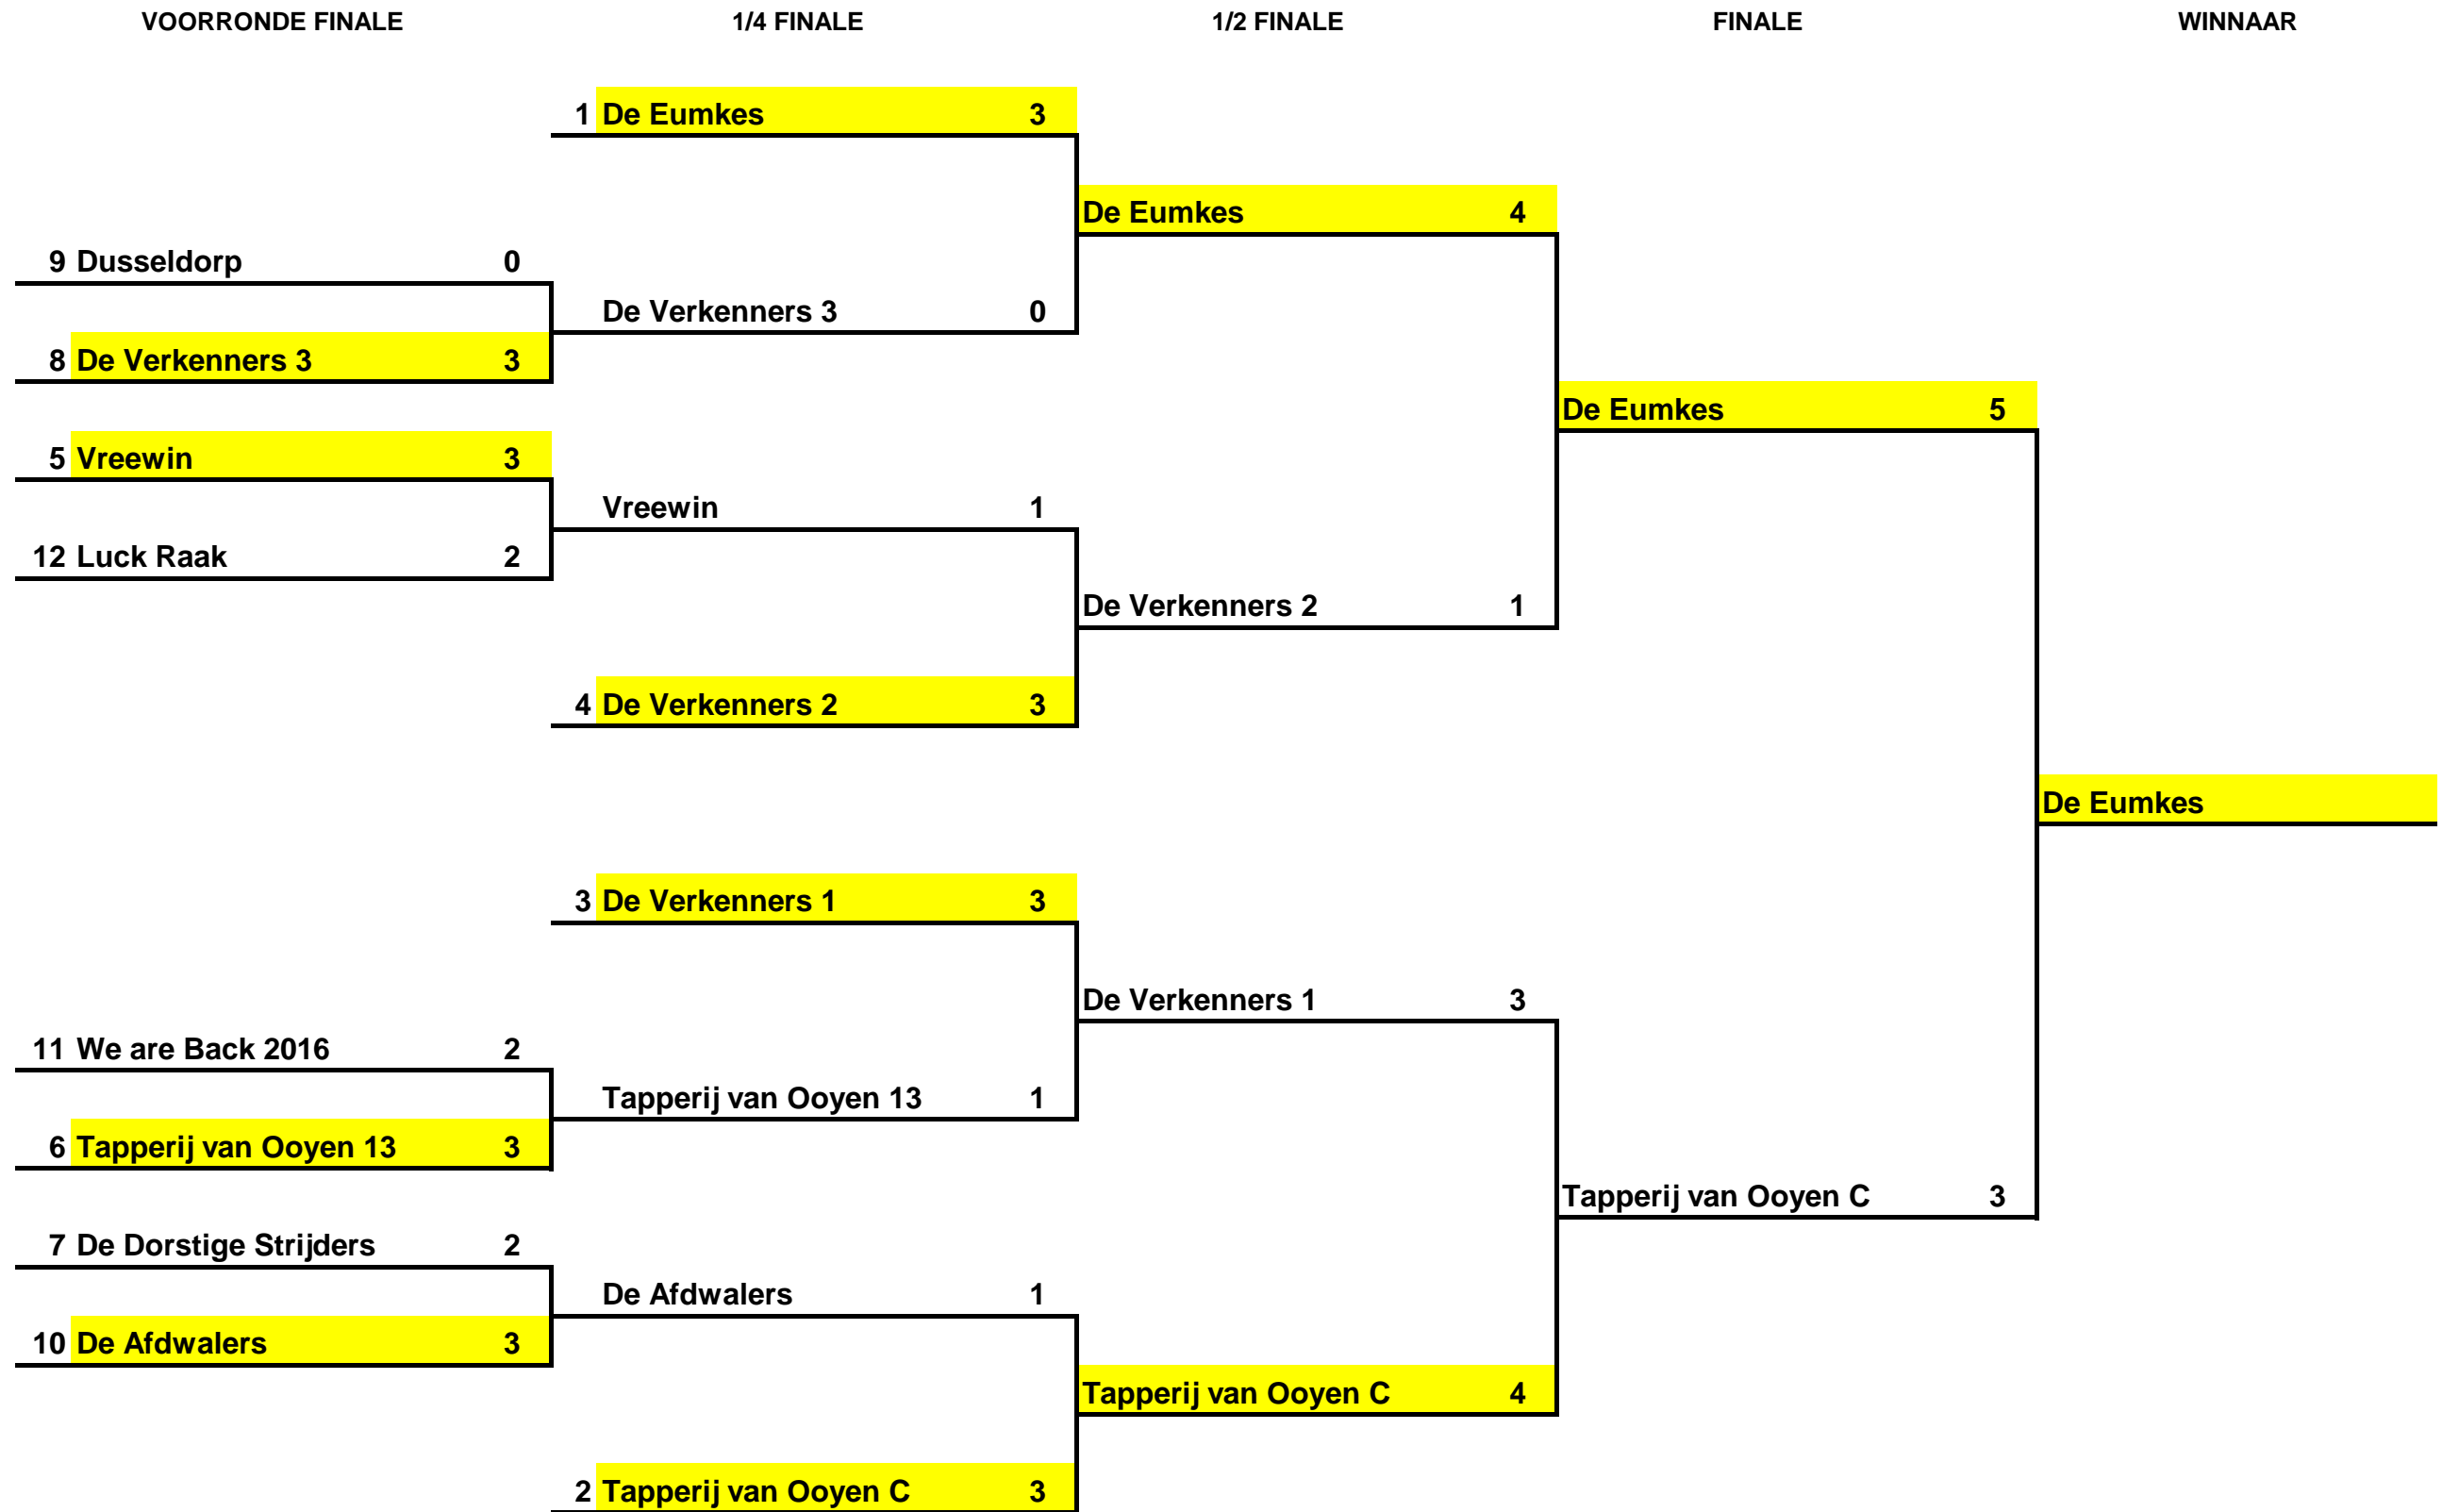 VOORRONDE FINALE 1/4 FINALE 1/2 FINALE FINALE WINNAAR
1 De Eumkes 3
De Eumkes 4
9 Dusseldorp 0
De Verkenners 3 0
8 De Verkenners 3 3
De Eumkes 5
5 Vreewin 3
Vreewin 1
12 Luck Raak 2
De Verkenners 2 1
4 De Verkenners 2 3
De Eumkes
3 De Verkenners 1 3
De Verkenners 1 3
11 We are Back 2016 2
Tapperij van Ooyen 13 1
6 Tapperij van Ooyen 13 3
Tapperij van Ooyen C 3
7 De Dorstige Strijders 2
De Afdwalers 1
10 De Afdwalers 3
Tapperij van Ooyen C 4
2 Tapperij van Ooyen C 3